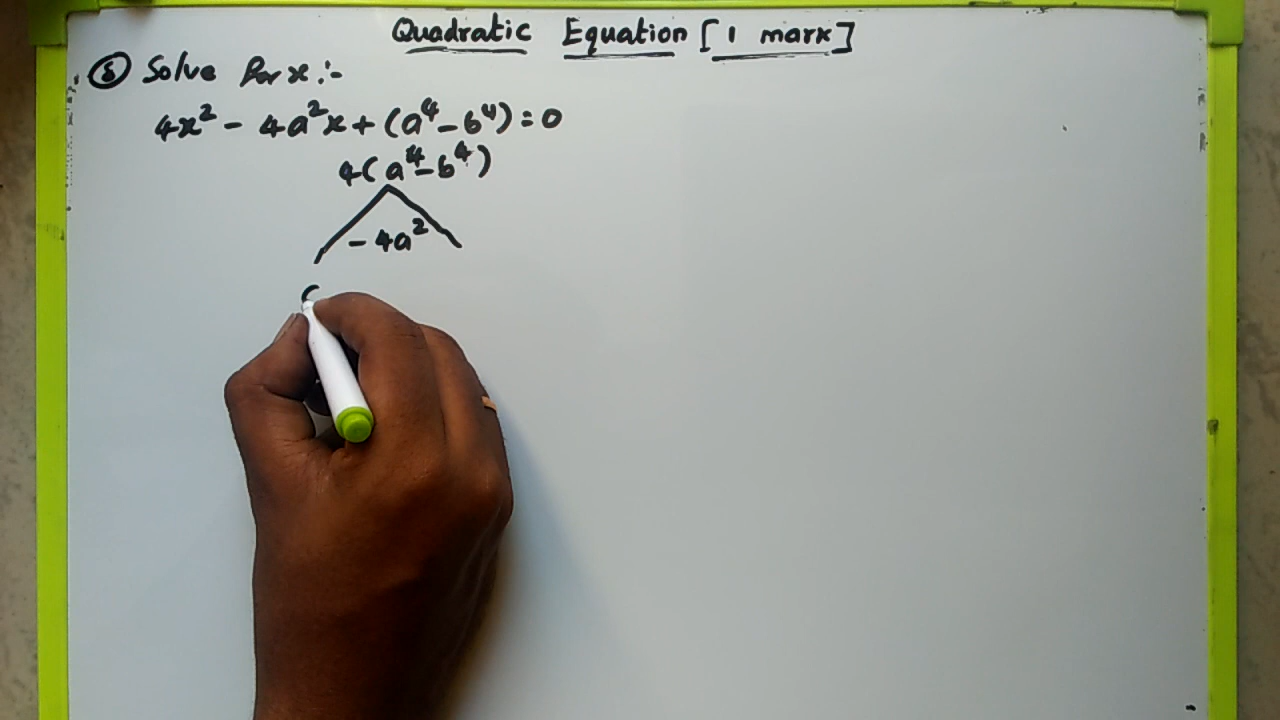 Quadratic Equation [1 mark]
⑤ Solve for x :-
4x² - 4a²x + (a⁴ - b⁴) = 0
4(a⁴ - b⁴)
- 4a²